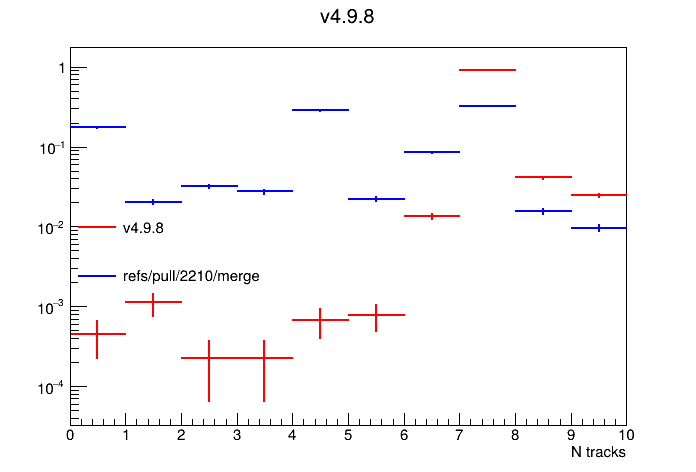 v4.9.8
1
10⁻¹
10⁻²
v4.9.8
refs/pull/2210/merge
10⁻³
10⁻⁴
0 1 2 3 4 5 6 7 8 9 10
N tracks